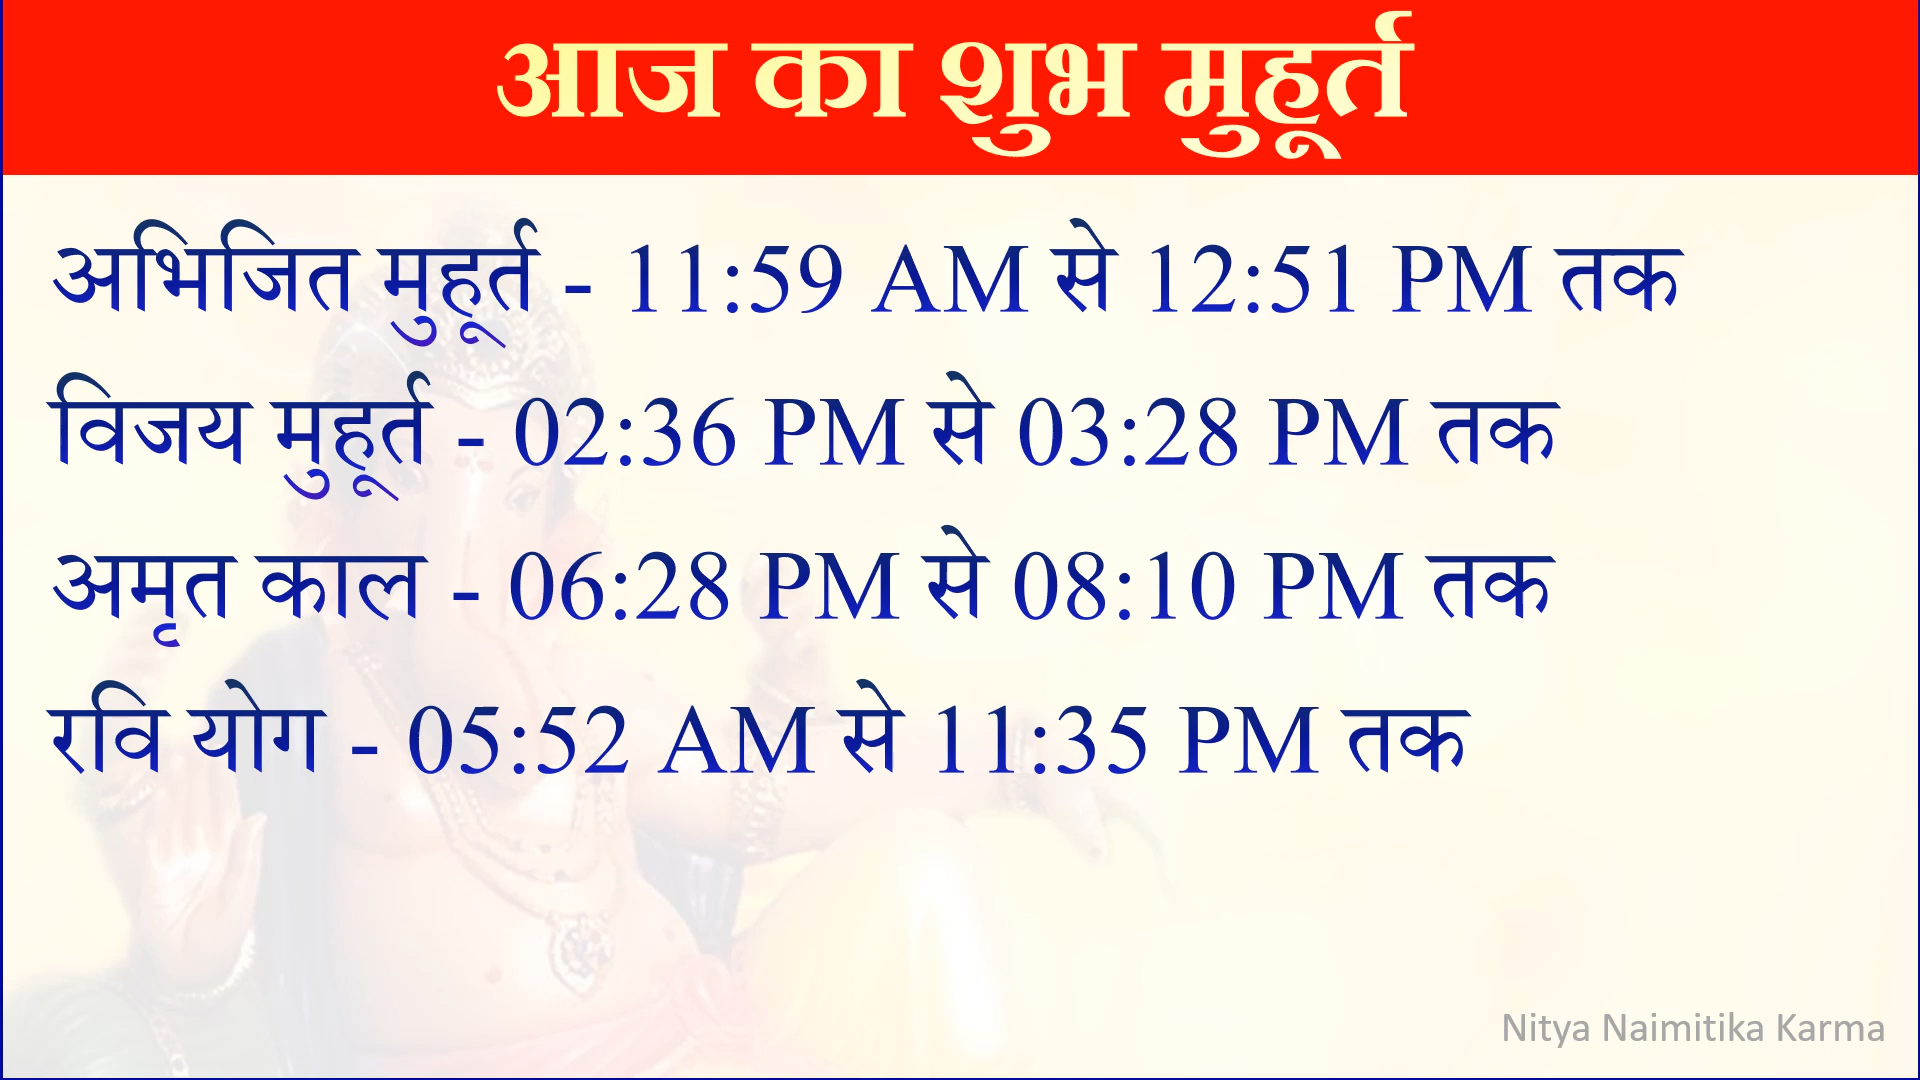 आज का शुभ मुहूर्त
अभिजित मुहूर्त - 11:59 AM से 12:51 PM तक
विजय मुहूर्त - 02:36 PM से 03:28 PM तक
अमृत काल - 06:28 PM से 08:10 PM तक
रवि योग - 05:52 AM से 11:35 PM तक
Nitya Naimitika Karma